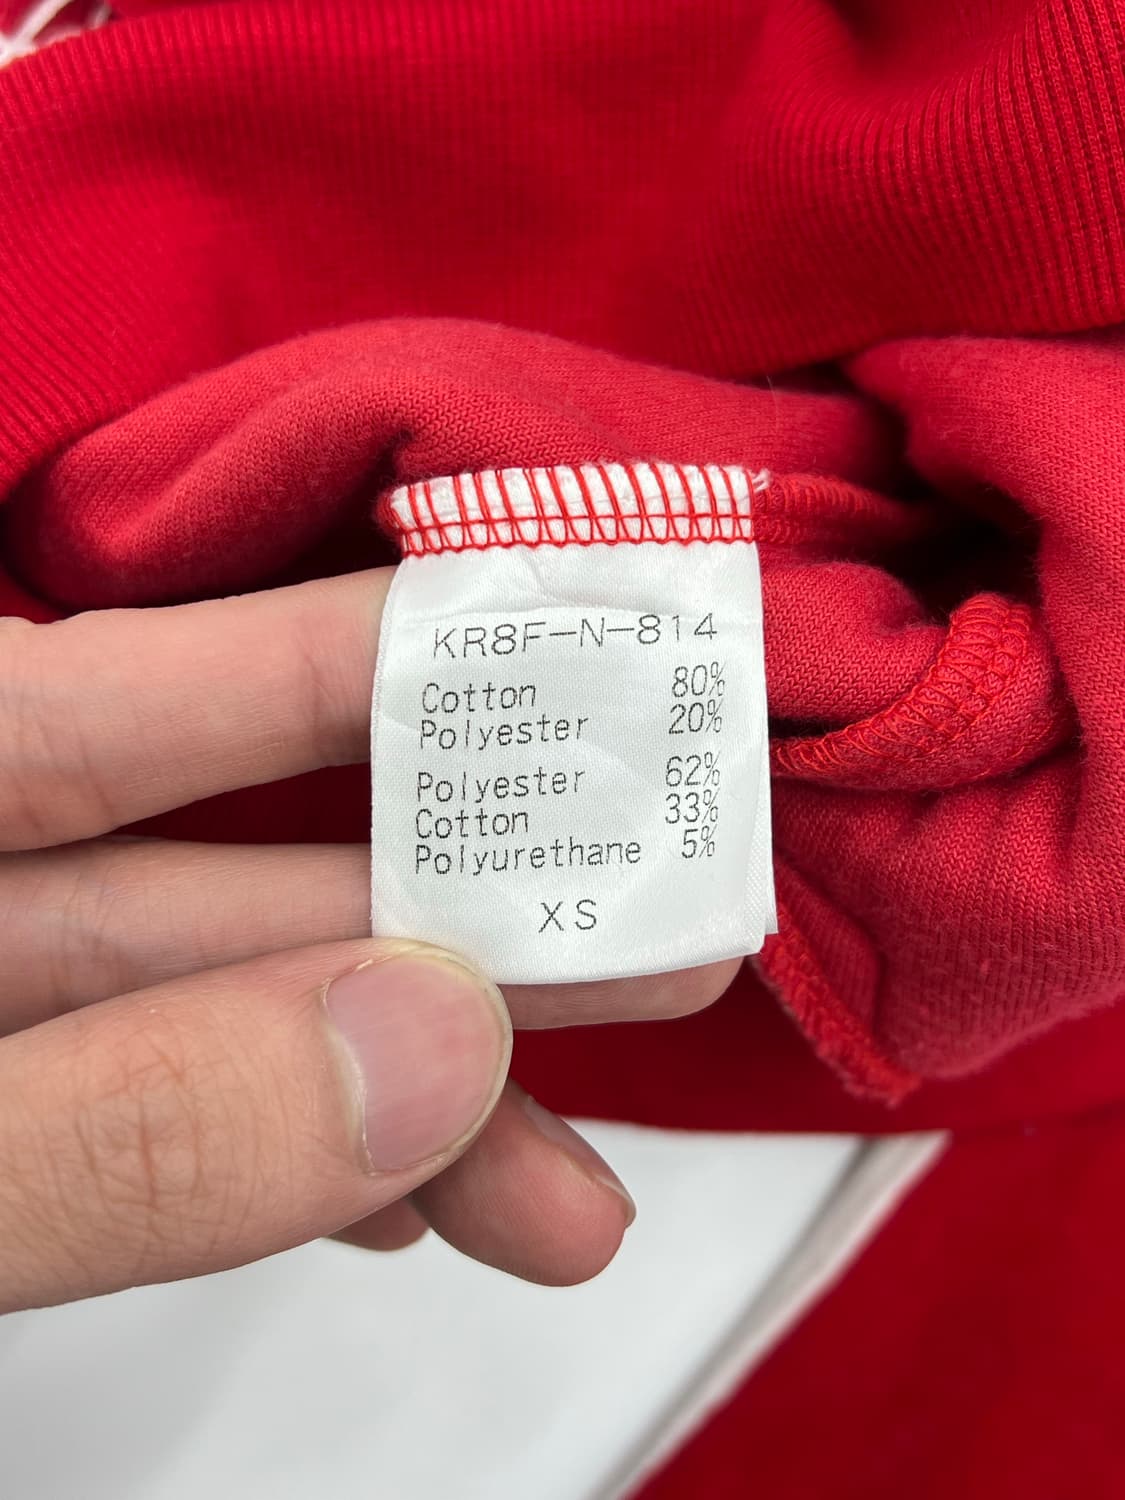 KR8F-N-814
Cotton 80%
Polyester 20%
Polyester 62%
Cotton 33%
Polyurethane 5%
XS